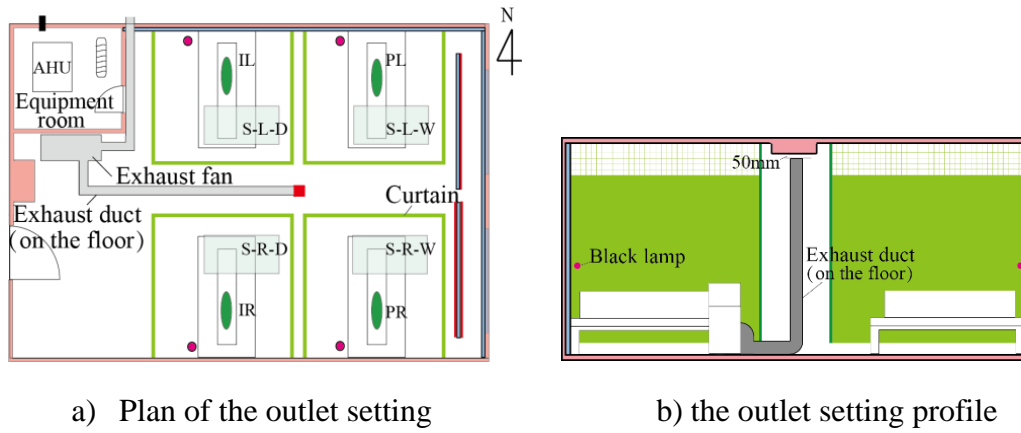 N
AHU
Equipment
room
IL
PL
S-L-D
S-L-W
Exhaust fan
Curtain
Exhaust duct
(on the floor)
S-R-D
S-R-W
IR
PR
50mm
Black lamp
Exhaust duct
(on the floor)
a) Plan of the outlet setting
b) the outlet setting profile